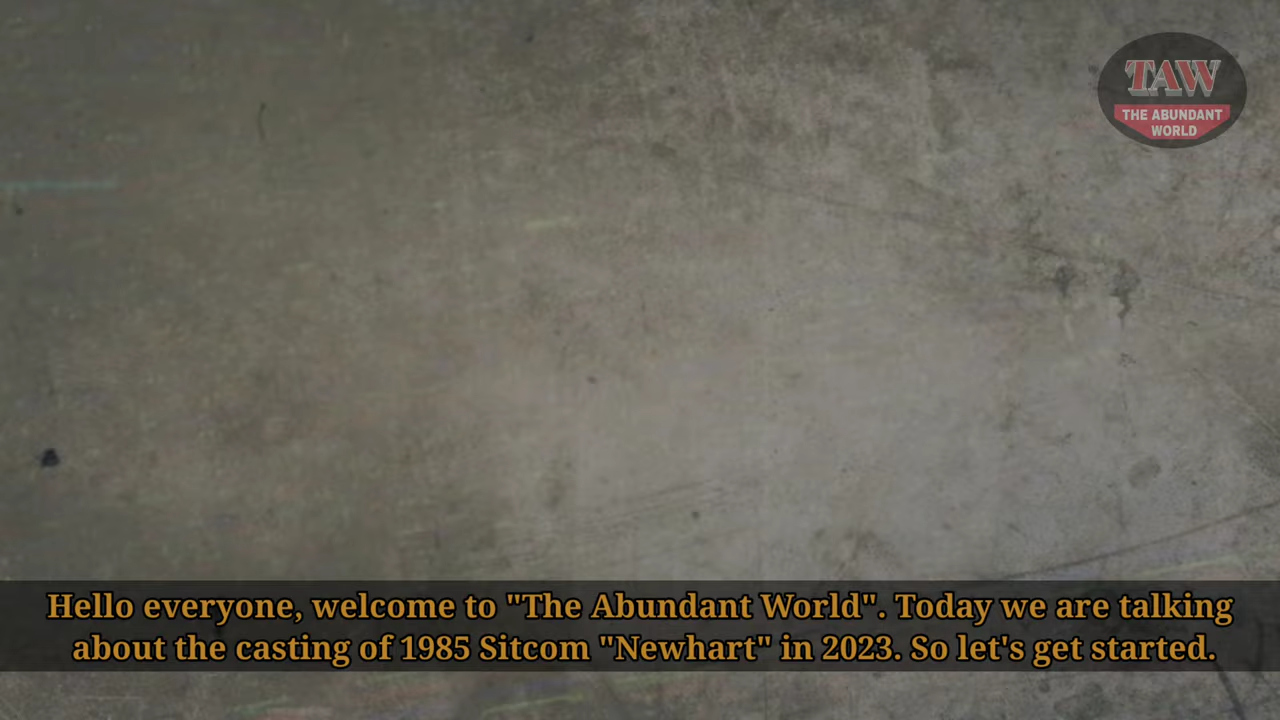 TAW
THE ABUNDANT
WORLD
Hello everyone, welcome to "The Abundant World". Today we are talking
about the casting of 1985 Sitcom "Newhart" in 2023. So let's get started.